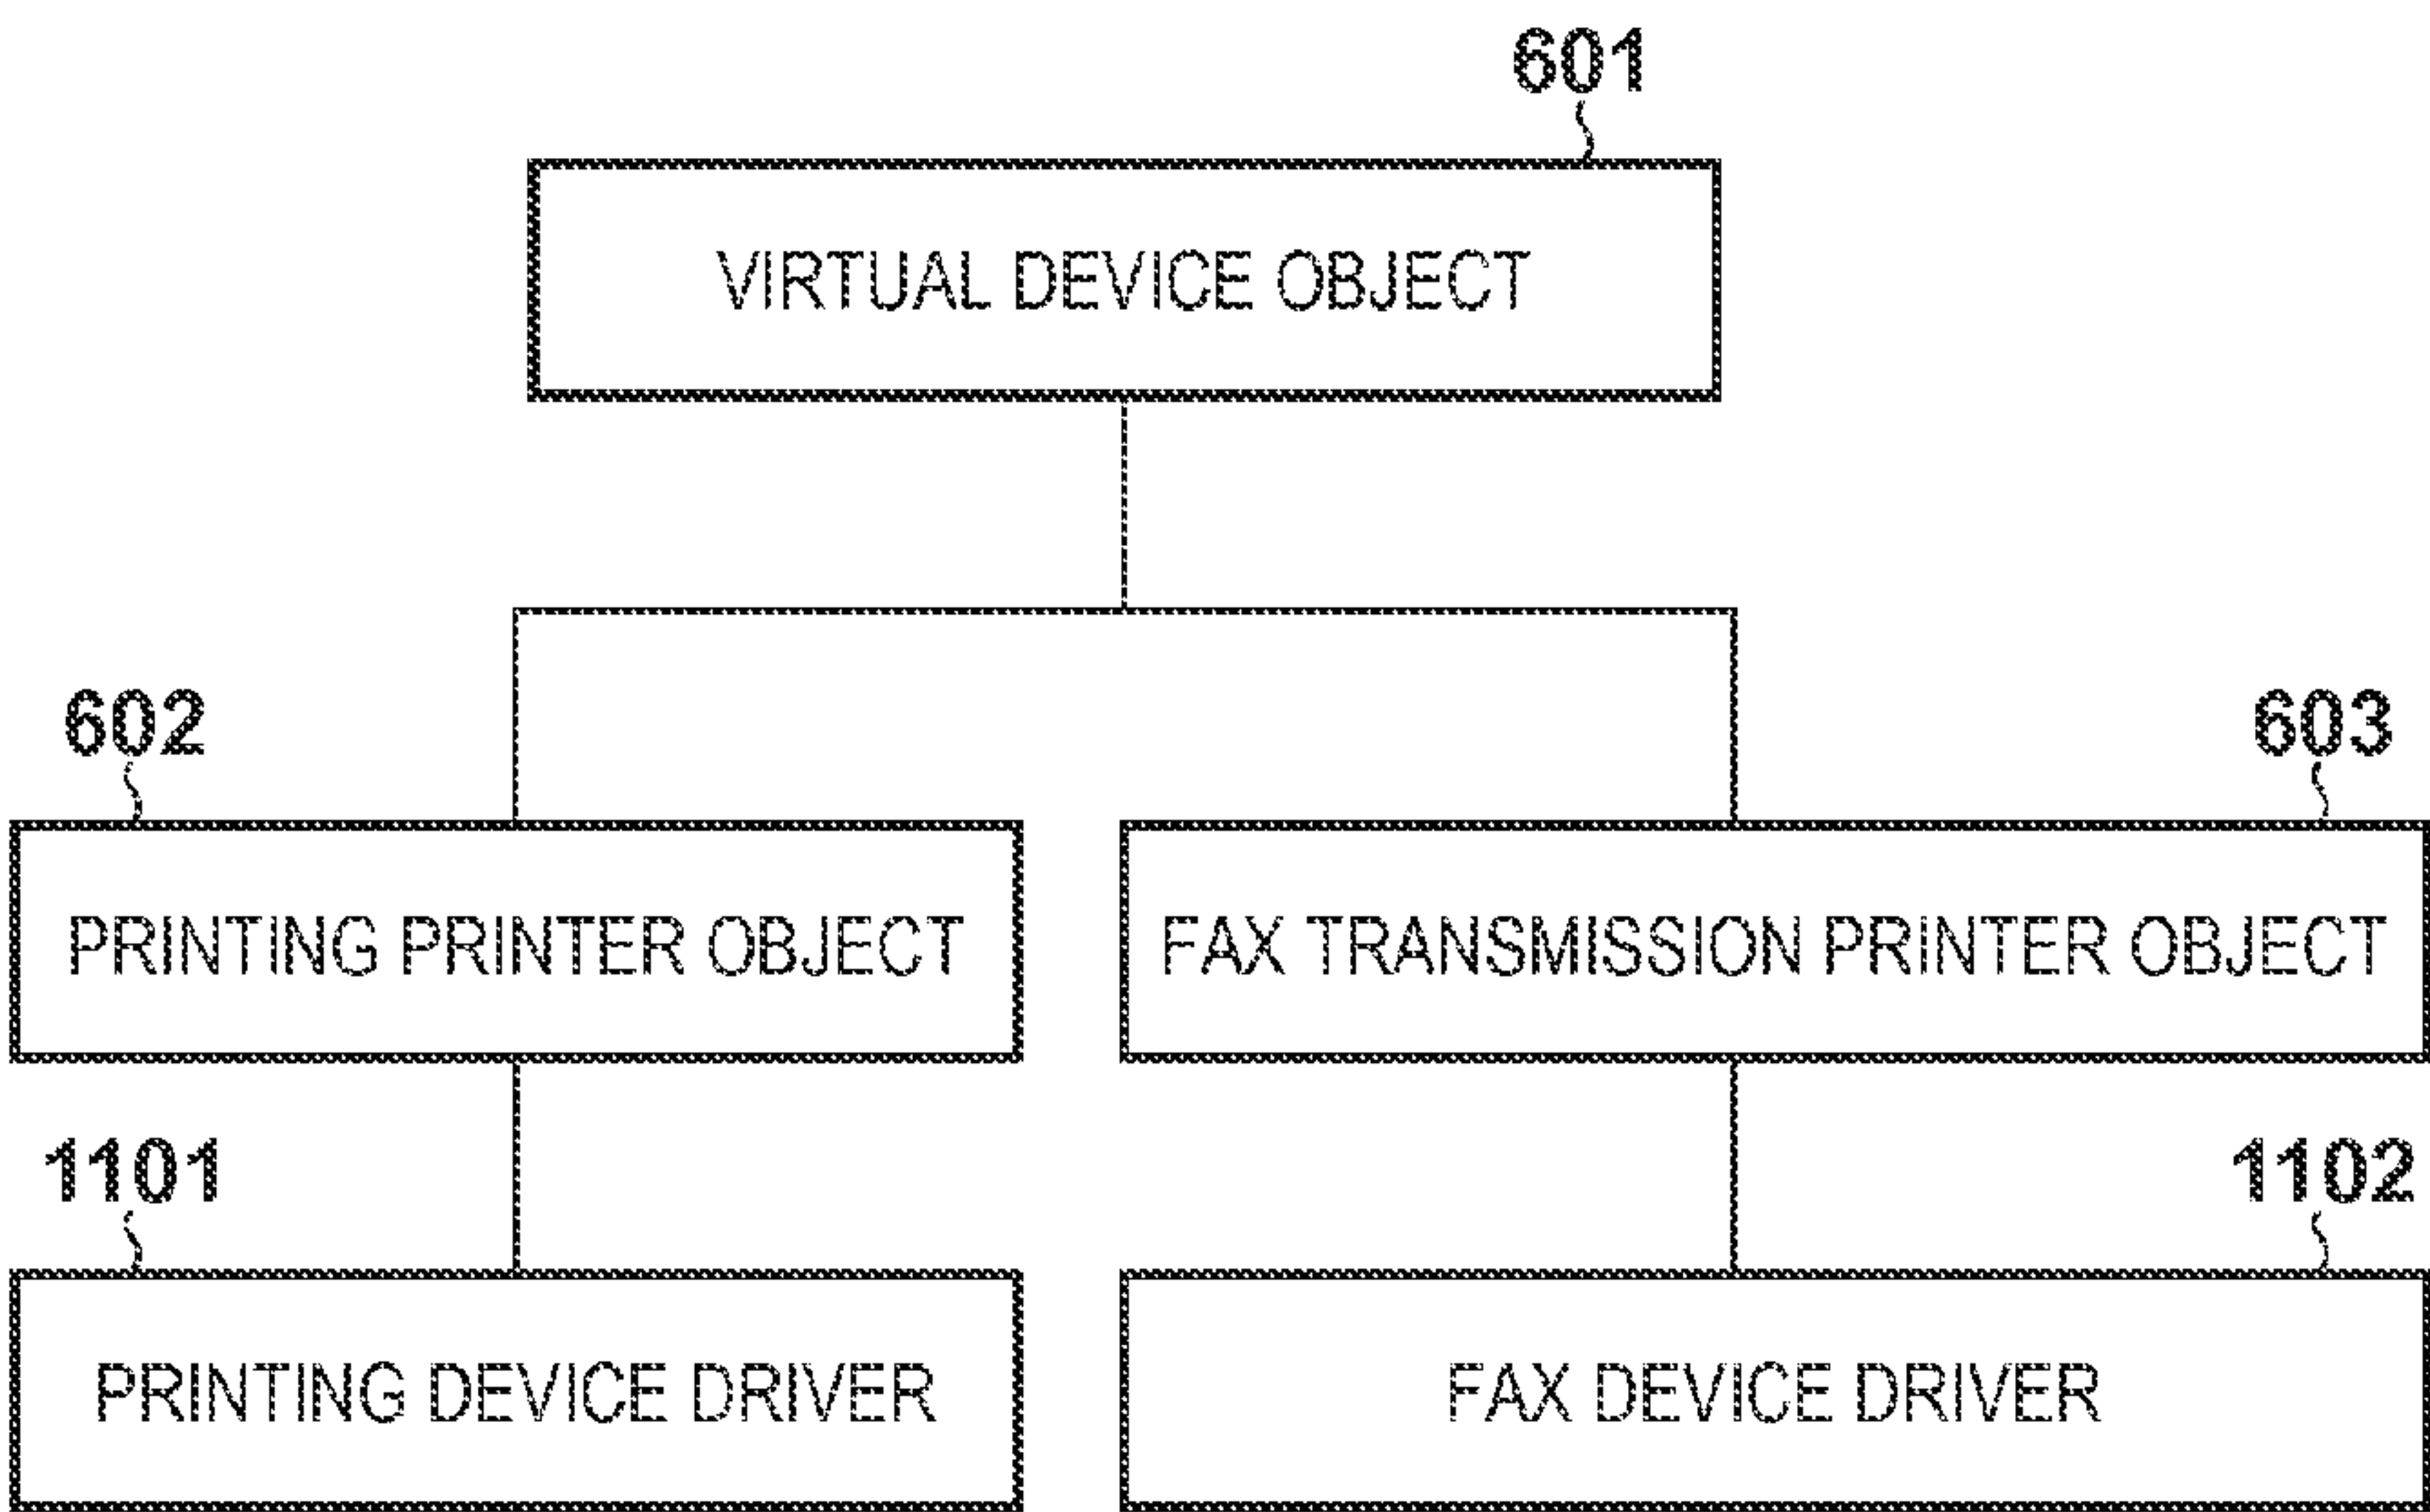 601
VIRTUAL DEVICE OBJECT
602
603
PRINTING PRINTER OBJECT
FAX TRANSMISSION PRINTER OBJECT
1101
1102
PRINTING DEVICE DRIVER
FAX DEVICE DRIVER